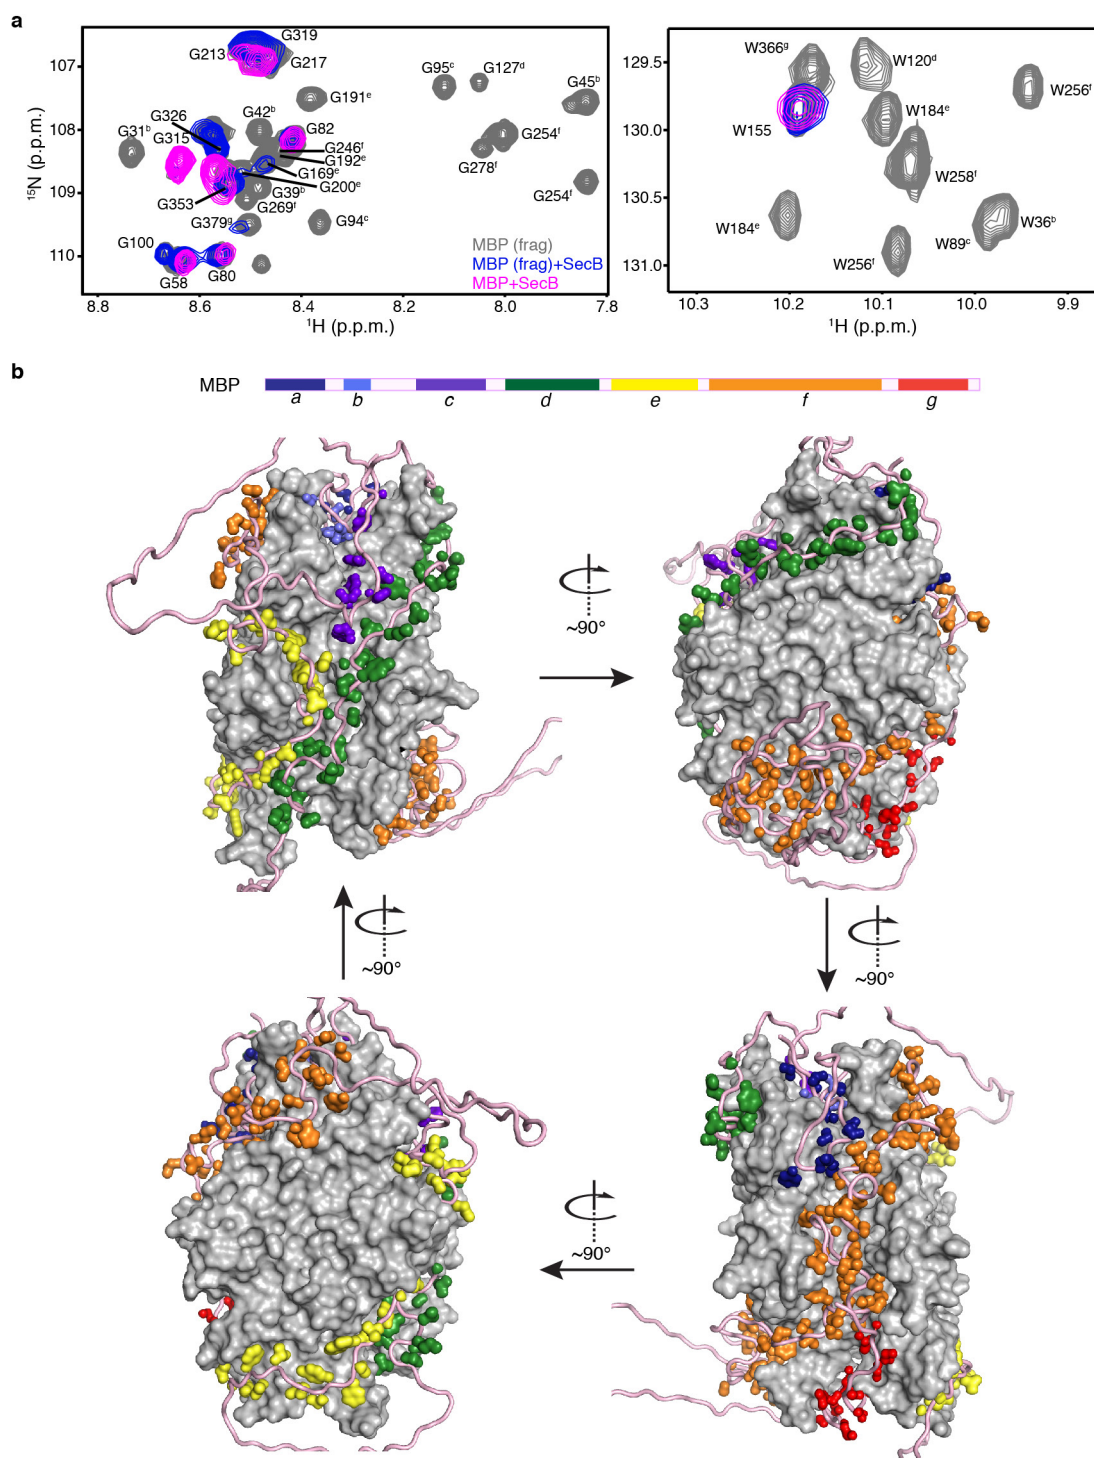 a
G319
G213
G217
107
G95ᶜ
G127ᵈ
G45ᵇ
G191ᵉ
G326
G42ᵇ
G82
108
G31ᵇ
G315
G246ᶠ
G254ᶠ
G192ᵉ
G278ᶠ
G169ᵉ
109
G39ᵇ
G200ᵉ
G353
G269ᶠ
G254ᶠ
G379ᵍ
G94ᶜ
G100
110
G58
G80
MBP (frag)
MBP (frag)+SecB
MBP+SecB
¹⁵N (p.p.m.)
8.8 8.6 8.4 8.2 8.0 7.8
¹H (p.p.m.)
129.5
W366ᵍ
W120ᵈ
W256ᶠ
W184ᵉ
130.0
W155
W258ᶠ
130.5
W184ᵉ
W36ᵇ
W89ᶜ
W256ᶠ
131.0
10.3 10.2 10.1 10.0 9.9
¹H (p.p.m.)
b
MBP
a b c d e f g
~90°
~90°
~90°
~90°